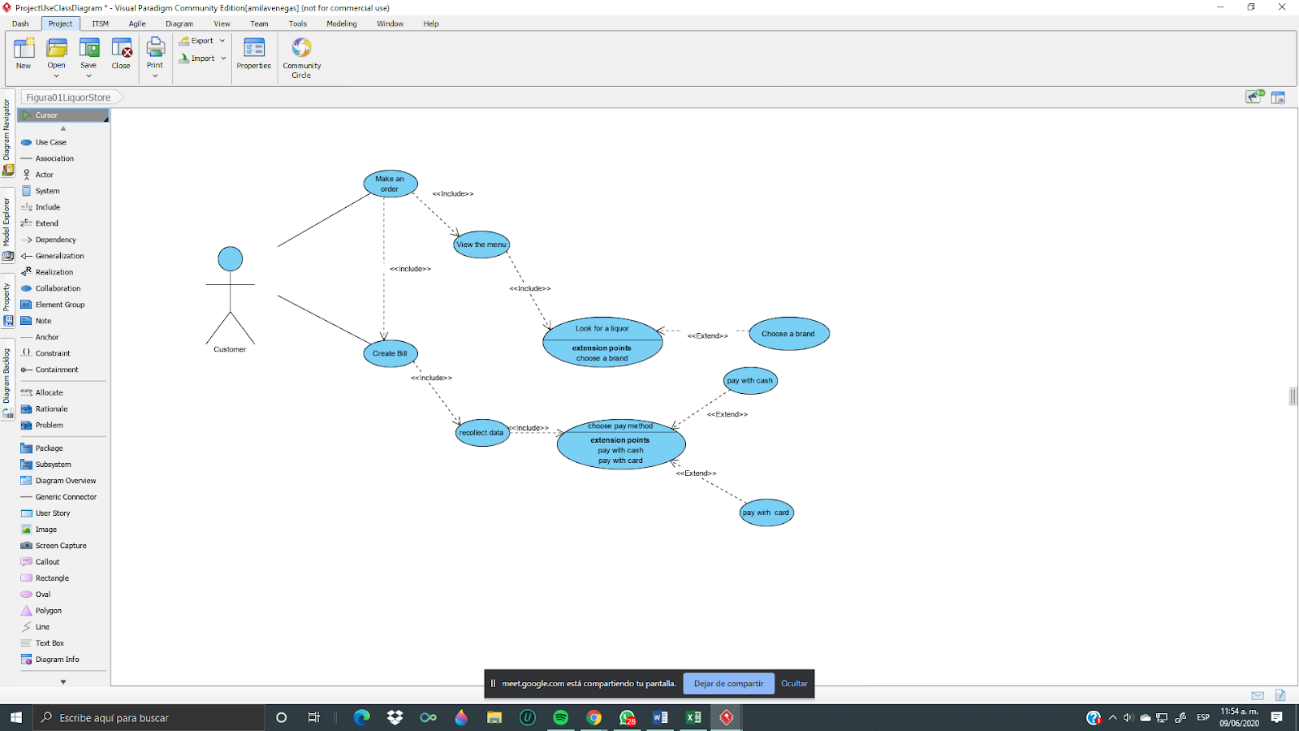 ProjectUseClassDiagram * - Visual Paradigm Community Edition[amilavenegas] (not for commercial use)
Dash Project ITSM Agile Diagram View Team Tools Modeling Window Help
New Open Save Close Print Export Import Properties Community Circle
Figura01LiquorStore
Diagram Navigator
Model Explorer
Property
Diagram Backlog
Cursor
Use Case
Association
Actor
System
Include
Extend
Dependency
Generalization
Realization
Collaboration
Element Group
Note
Anchor
Constraint
Containment
Allocate
Rationale
Problem
Package
Subsystem
Diagram Overview
Generic Connector
User Story
Image
Screen Capture
Callout
Rectangle
Oval
Polygon
Line
Text Box
Diagram Info
Make an
order
<<Include>>
View the menu
<<Include>>
<<Include>>
Look for a liquor
extension points
choose a brand
<<Extend>>
Choose a brand
Customer
Create Bill
<<Include>>
pay with cash
<<Extend>>
recollect data
<<Include>>
choose pay method
extension points
pay with cash
pay with card
<<Extend>>
pay wirh card
meet.google.com está compartiendo tu pantalla. Dejar de compartir Ocultar
Escribe aquí para buscar
28
ESP
11:54 a. m.
09/06/2020